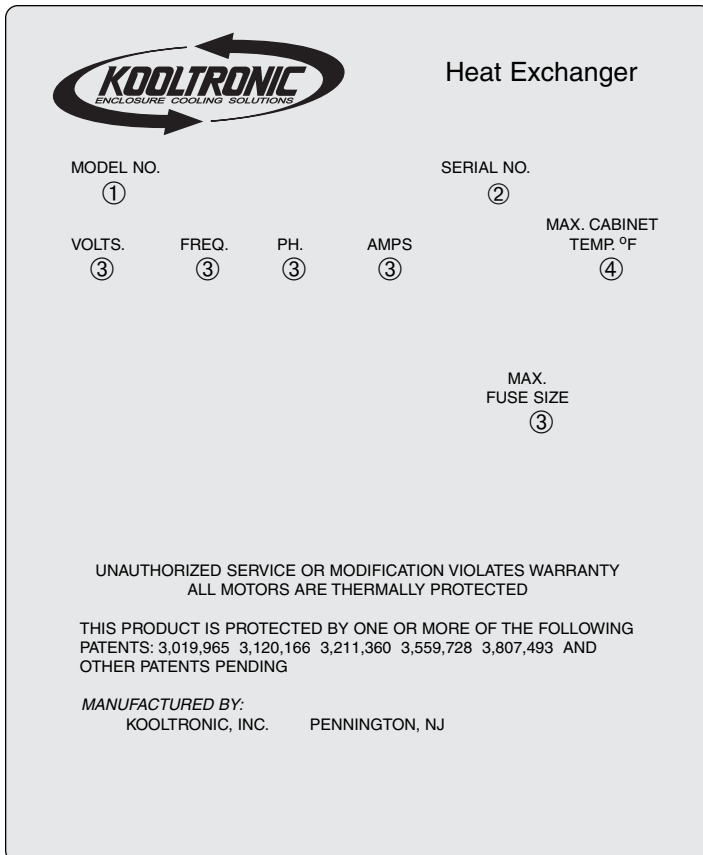 KOOLTRONIC
ENCLOSURE COOLING SOLUTIONS
Heat Exchanger
MODEL NO. SERIAL NO.
① ②
MAX. CABINET
VOLTS. FREQ. PH. AMPS TEMP. ºF
③ ③ ③ ③ ④
MAX.
FUSE SIZE
③
UNAUTHORIZED SERVICE OR MODIFICATION VIOLATES WARRANTY
ALL MOTORS ARE THERMALLY PROTECTED
THIS PRODUCT IS PROTECTED BY ONE OR MORE OF THE FOLLOWING
PATENTS: 3,019,965 3,120,166 3,211,360 3,559,728 3,807,493 AND
OTHER PATENTS PENDING
MANUFACTURED BY:
KOOLTRONIC, INC. PENNINGTON, NJ